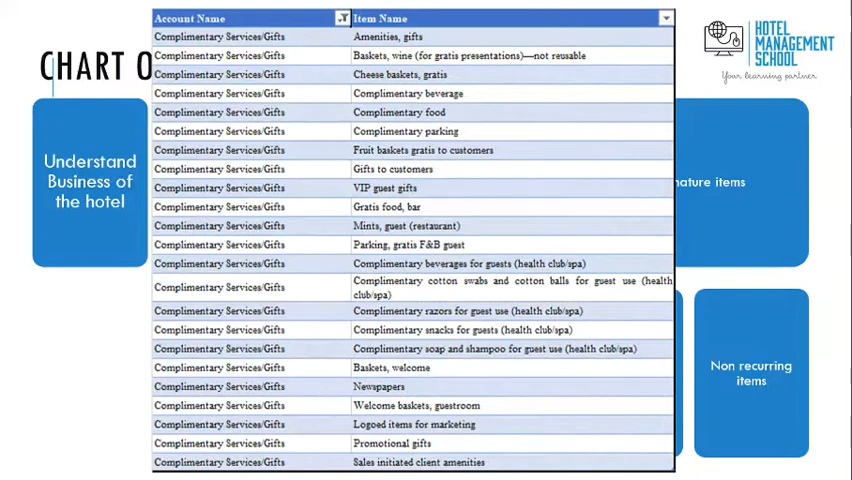 HOTEL
MANAGEMENT
SCHOOL
Your learning partner
CHART O
Understand
Business of
the hotel
Account Name Item Name
Complimentary Services/Gifts Amenities, gifts
Complimentary Services/Gifts Baskets, wine (for gratis presentations)—not reusable
Complimentary Services/Gifts Cheese baskets, gratis
Complimentary Services/Gifts Complimentary beverage
Complimentary Services/Gifts Complimentary food
Complimentary Services/Gifts Complimentary parking
Complimentary Services/Gifts Fruit baskets gratis to customers
Complimentary Services/Gifts Gifts to customers
Complimentary Services/Gifts VIP guest gifts
Complimentary Services/Gifts Gratis food, bar
Complimentary Services/Gifts Mints, guest (restaurant)
Complimentary Services/Gifts Parking, gratis F&B guest
Complimentary Services/Gifts Complimentary beverages for guests (health club/spa)
Complimentary Services/Gifts Complimentary cotton swabs and cotton balls for guest use (health
club/spa)
Complimentary Services/Gifts Complimentary razors for guest use (health club/spa)
Complimentary Services/Gifts Complimentary snacks for guests (health club/spa)
Complimentary Services/Gifts Complimentary soap and shampoo for guest use (health club/spa)
Complimentary Services/Gifts Baskets, welcome
Complimentary Services/Gifts Newspapers
Complimentary Services/Gifts Welcome baskets, guestroom
Complimentary Services/Gifts Logoed items for marketing
Complimentary Services/Gifts Promotional gifts
Complimentary Services/Gifts Sales initiated client amenities
nature items
Non recurring
items